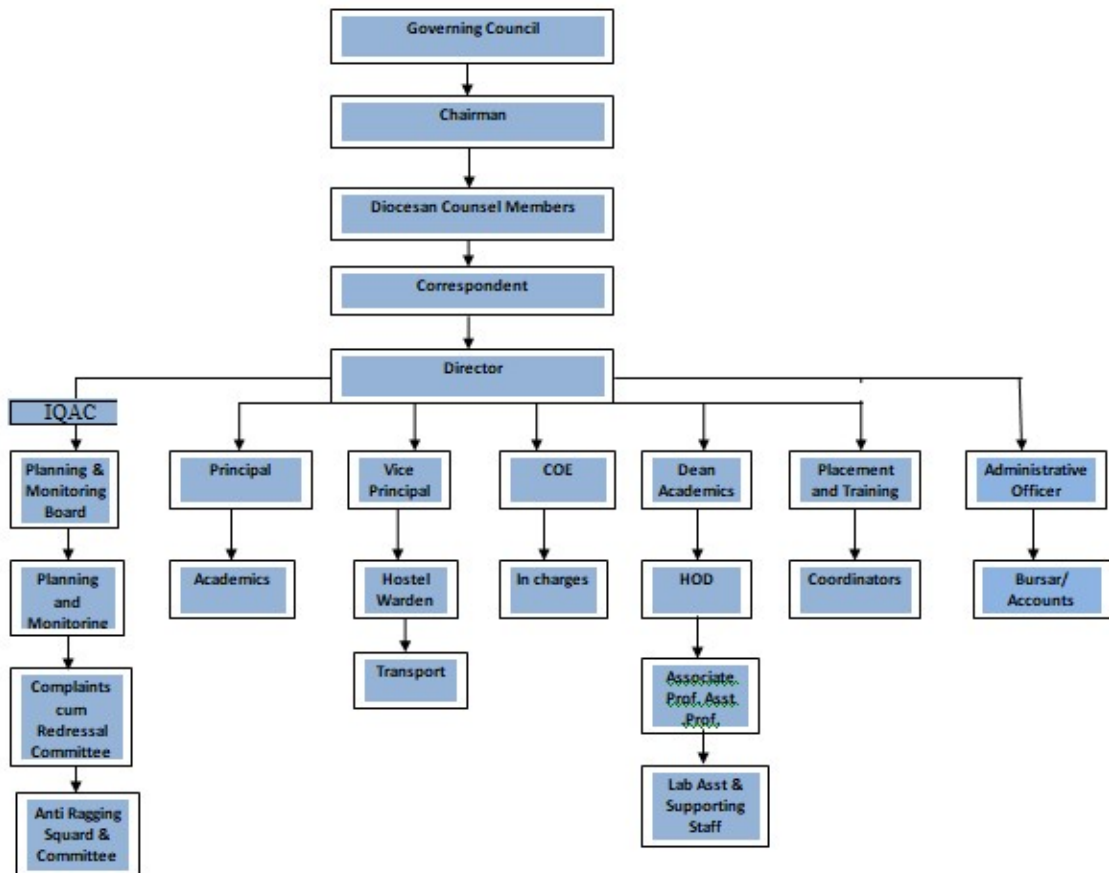 Governing Council
Chairman
Diocesan Counsel Members
Correspondent
Director
IQAC
Planning &
Monitoring
Board
Principal
Vice
Principal
COE
Dean
Academics
Placement
and Training
Administrative
Officer
Planning
and
Monitoring
Academics
Hostel
Warden
In charges
HOD
Coordinators
Bursar/
Accounts
Complaints
cum
Redressal
Committee
Transport
Associate
Prof. Asst
Prof.
Anti Ragging
Squard &
Committee
Lab Asst &
Supporting
Staff